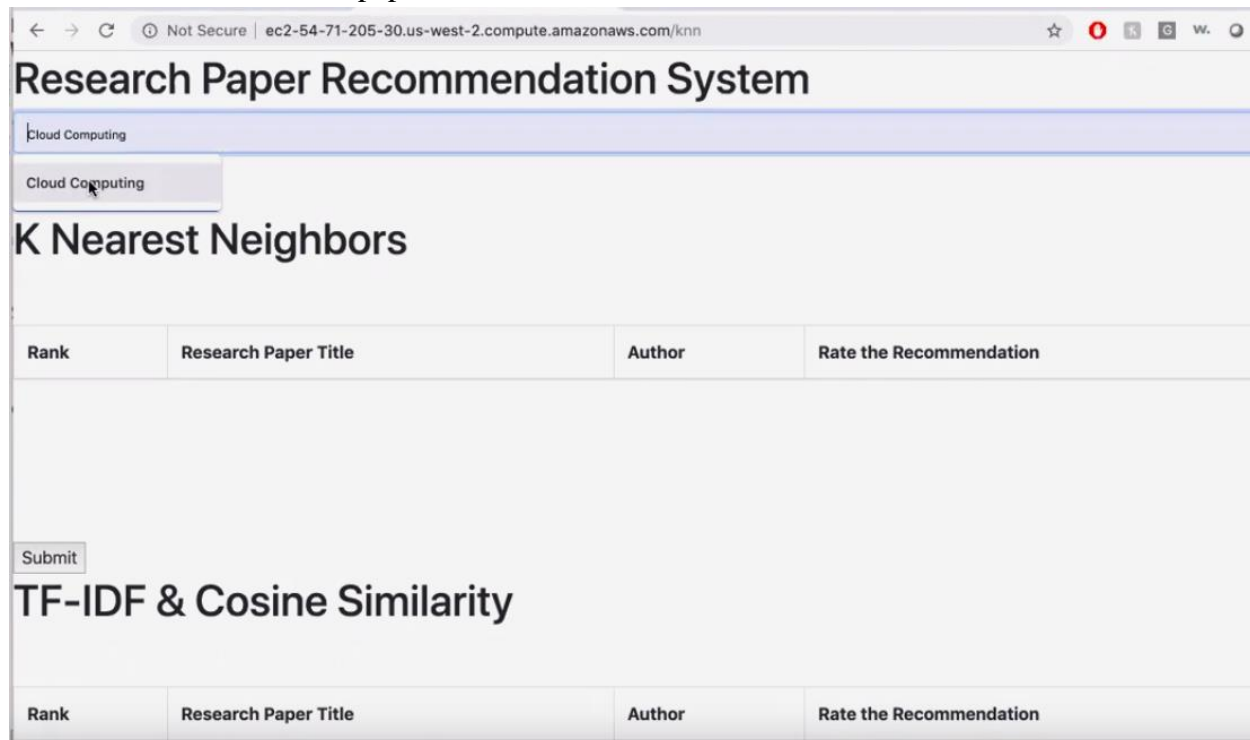 Not Secure | ec2-54-71-205-30.us-west-2.compute.amazonaws.com/knn
Research Paper Recommendation System
Cloud Computing
Cloud Computing
K Nearest Neighbors
Rank Research Paper Title Author Rate the Recommendation
Submit
TF-IDF & Cosine Similarity
Rank Research Paper Title Author Rate the Recommendation